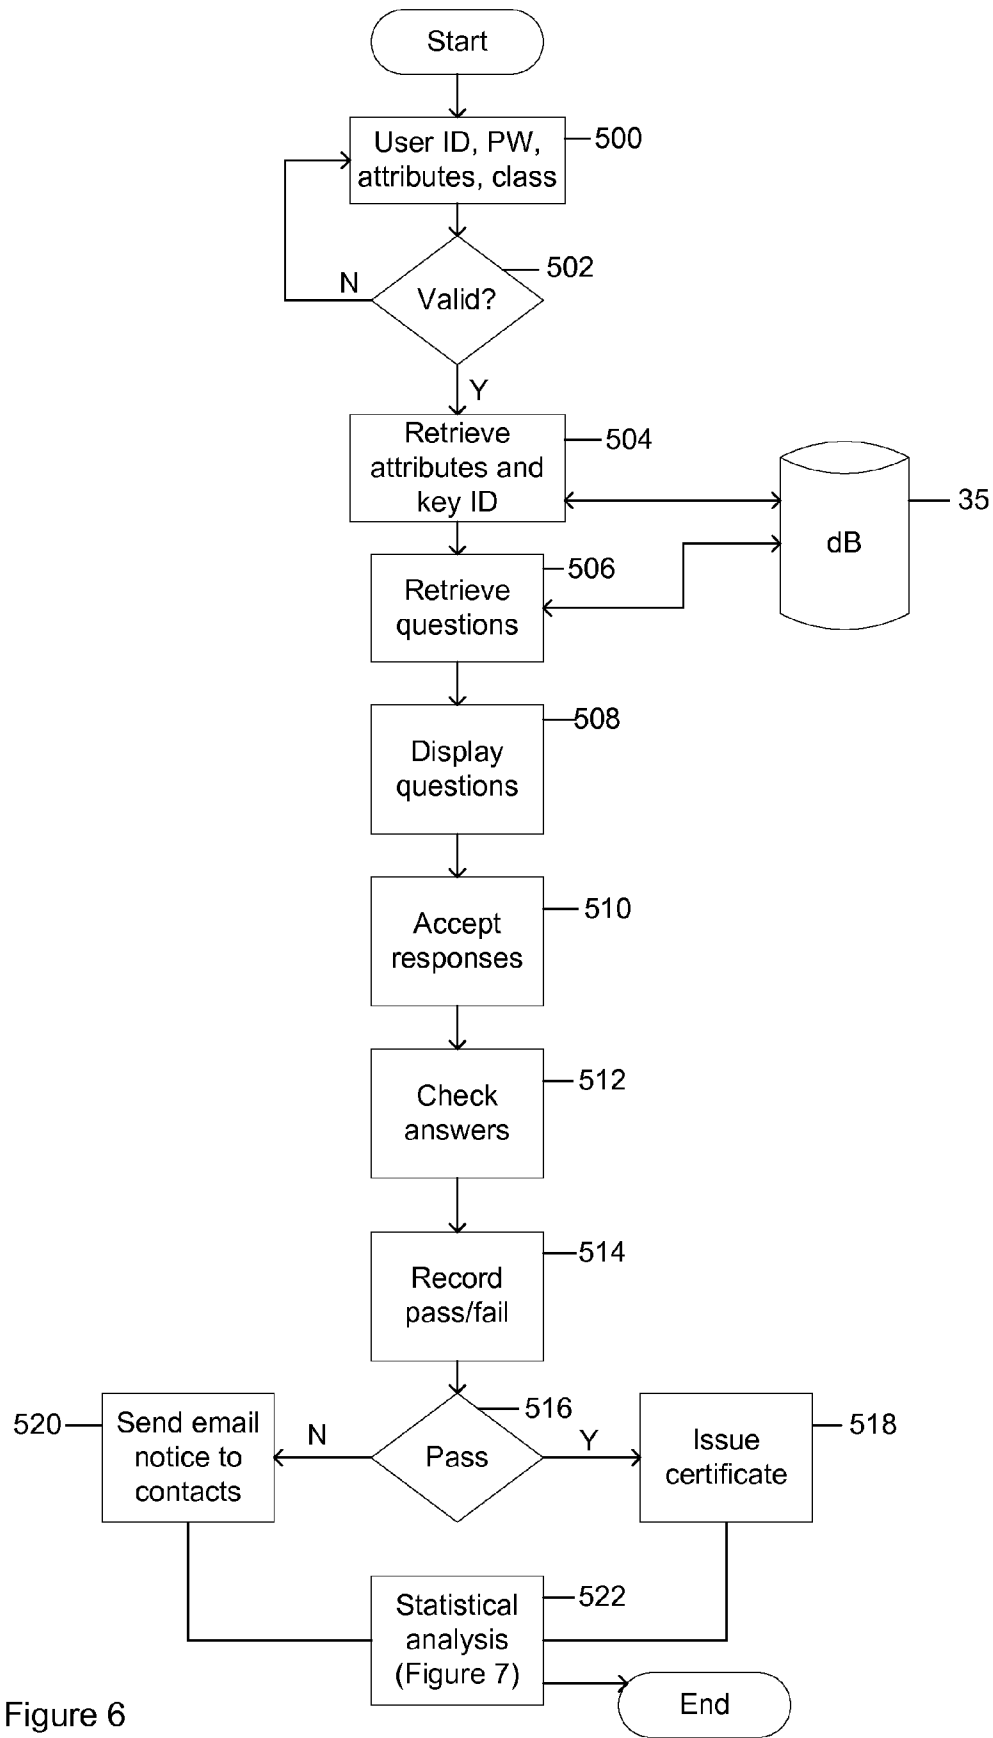 Start
User ID, PW,
attributes, class
500
502
Valid?
N
Y
Retrieve
attributes and
key ID
504
35
dB
506
Retrieve
questions
508
Display
questions
510
Accept
responses
512
Check
answers
514
Record
pass/fail
516
Pass
N
Y
520
Send email
notice to
contacts
Issue
certificate
518
522
Statistical
analysis
(Figure 7)
End
Figure 6